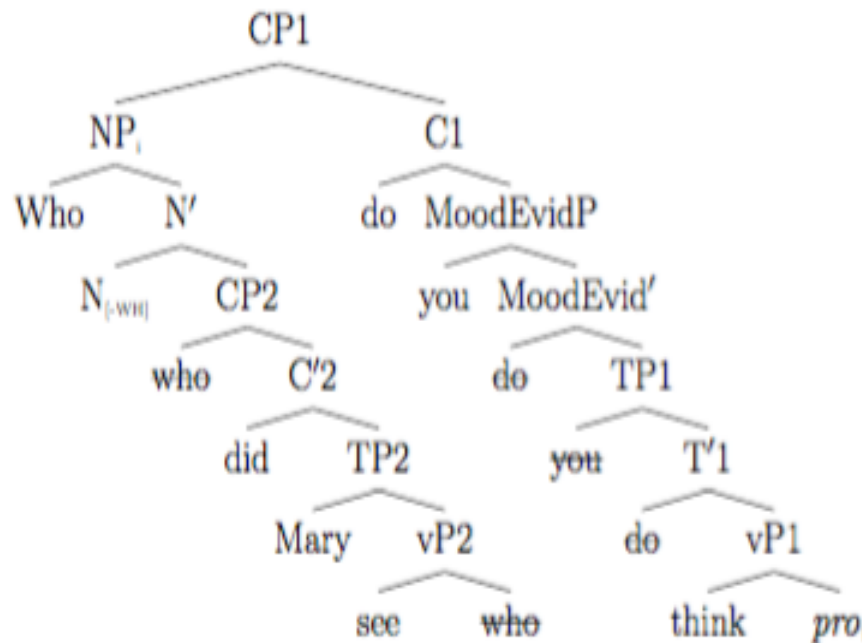 CP1
NPᵢ C1
Who N′ do MoodEvidP
N[-WH] CP2 you MoodEvid′
who C′2 do TP1
did TP2 you T′1
Mary vP2 do vP1
see who think pro